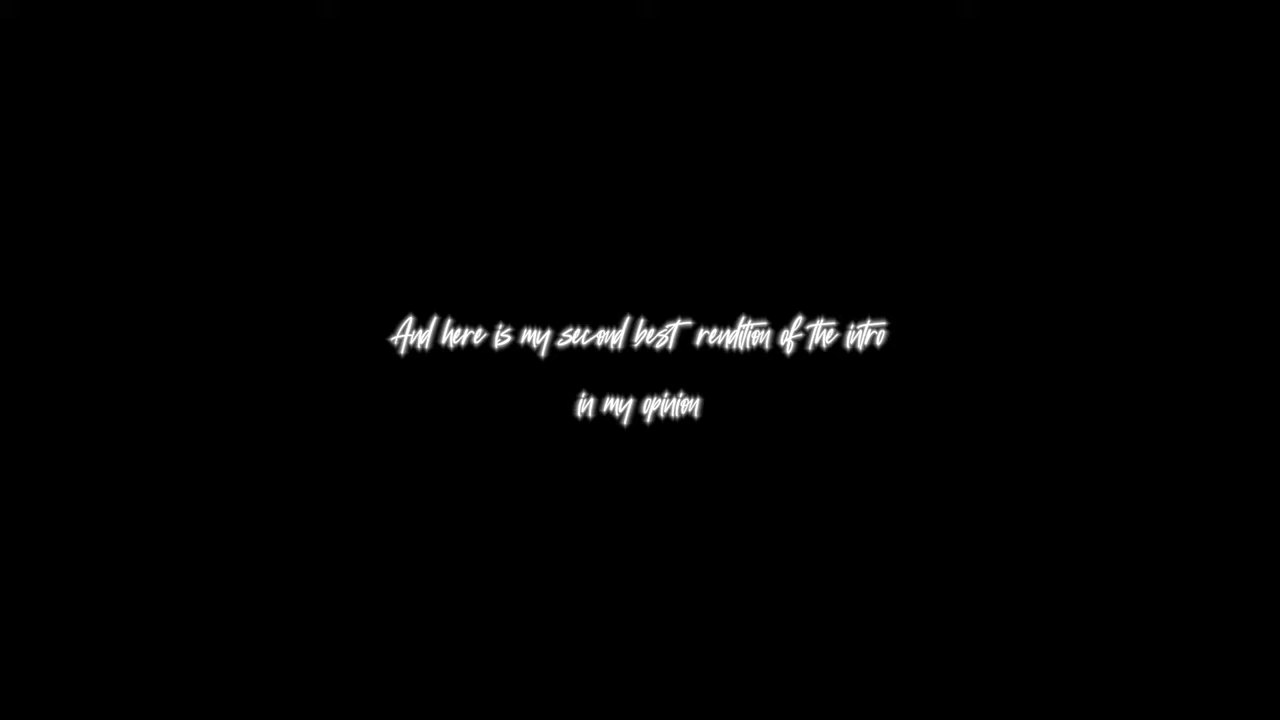 And here is my second best rendition of the intro
in my opinion